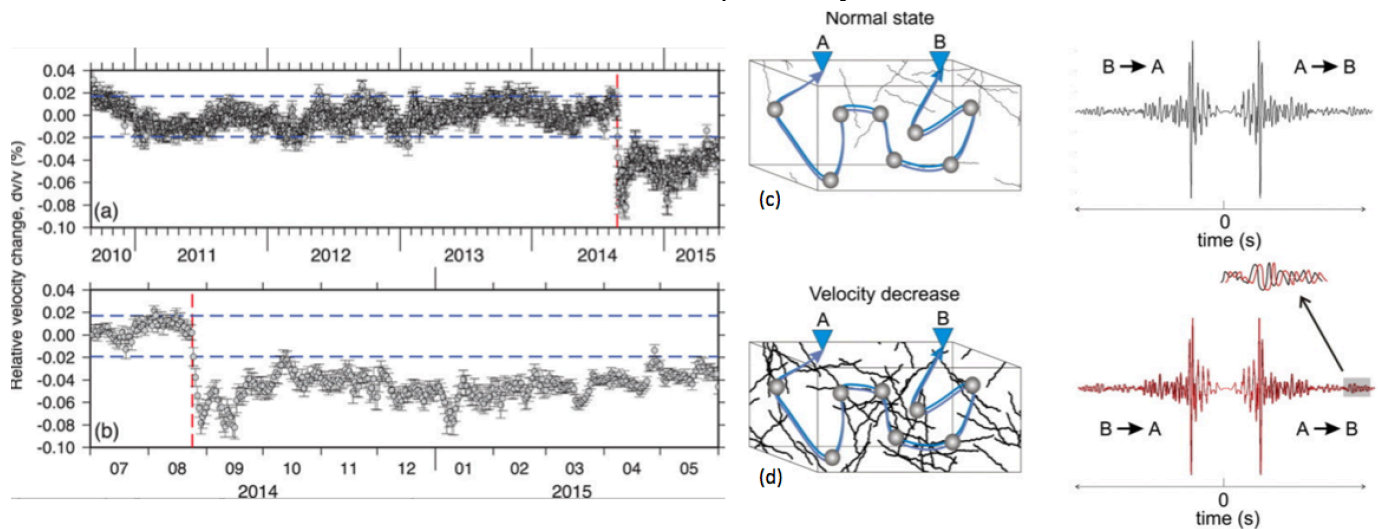 Relative velocity change, dv/v (%)
0.04
0.02
0.00
-0.02
-0.04
-0.06
-0.08
-0.10
(a)
2010 2011 2012 2013 2014 2015
0.04
0.02
0.00
-0.02
-0.04
-0.06
-0.08
-0.10
(b)
07 08 09 10 11 12 01 02 03 04 05
2014 2015
Normal state
A B
(c)
B → A A → B
0
time (s)
Velocity decrease
A B
(d)
B → A A → B
0
time (s)